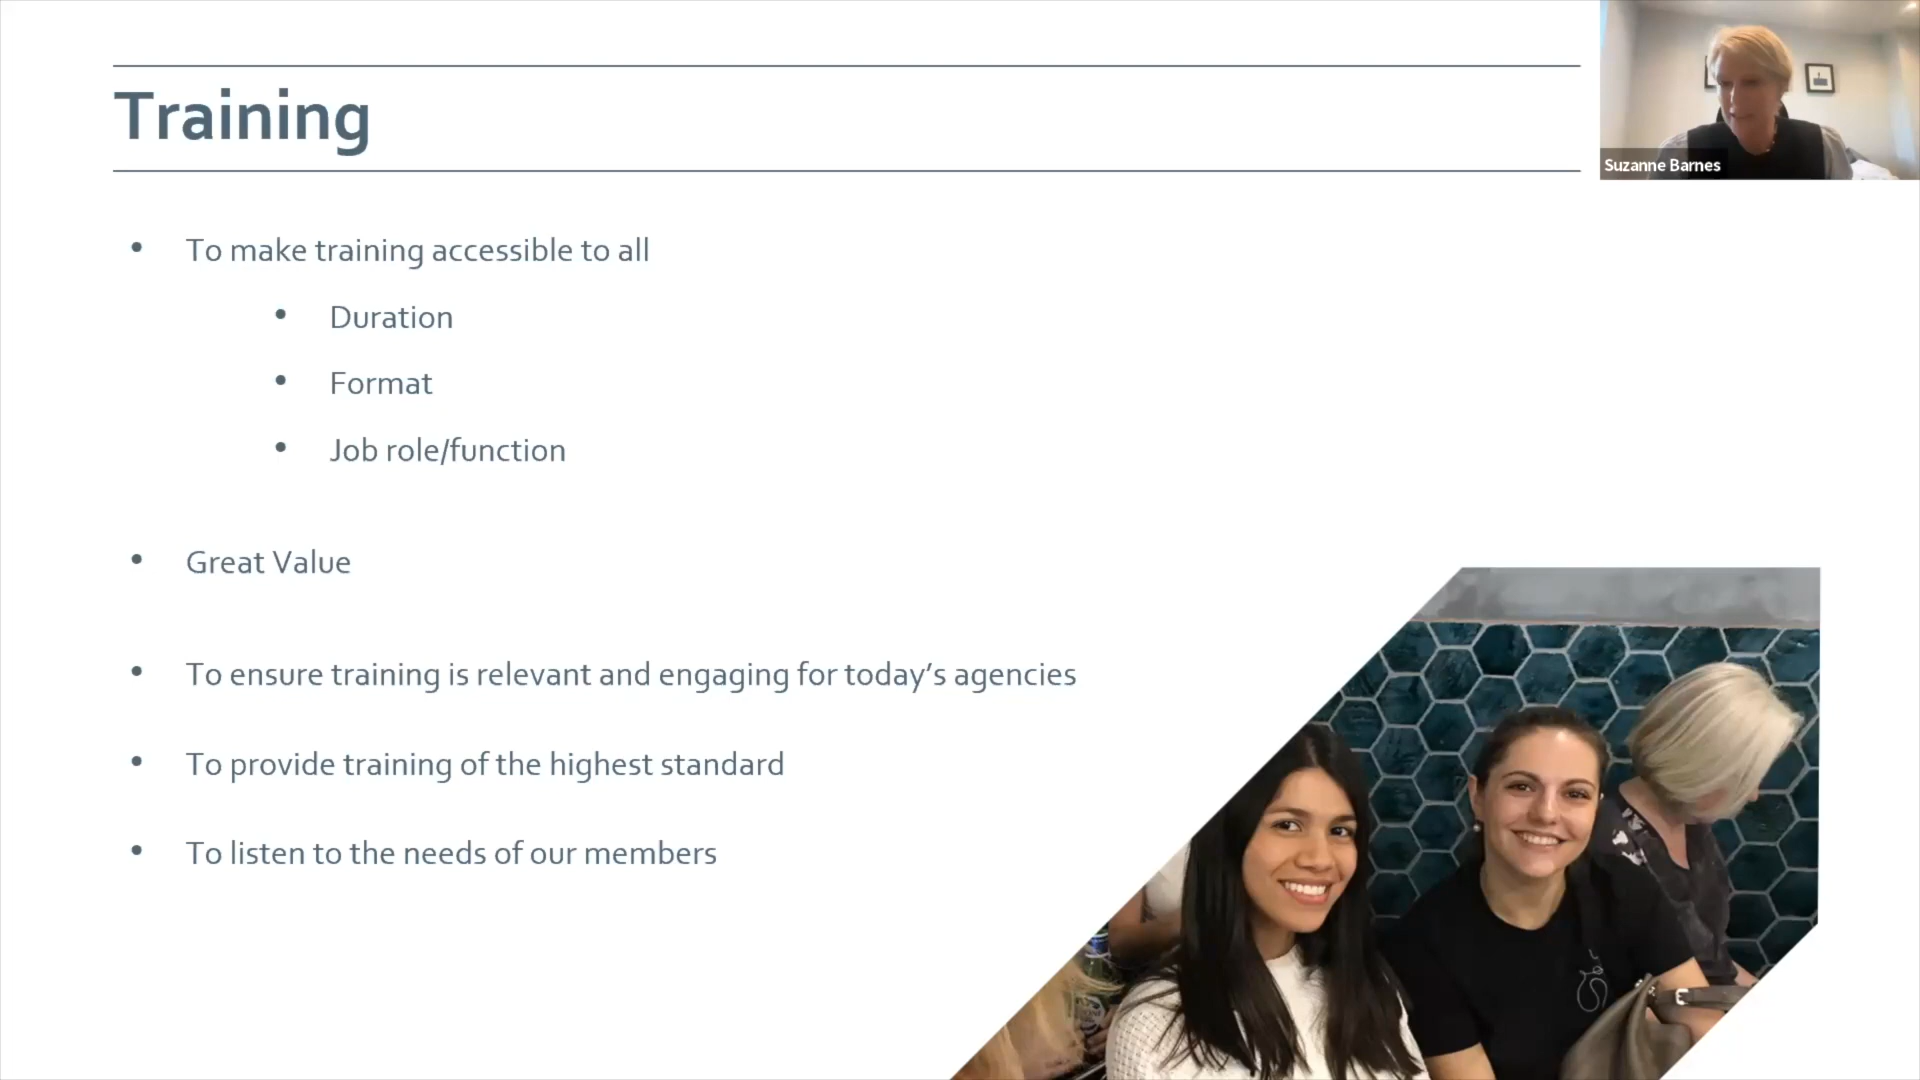 Training
Suzanne Barnes
• To make training accessible to all
• Duration
• Format
• Job role/function
• Great Value
• To ensure training is relevant and engaging for today’s agencies
• To provide training of the highest standard
• To listen to the needs of our members